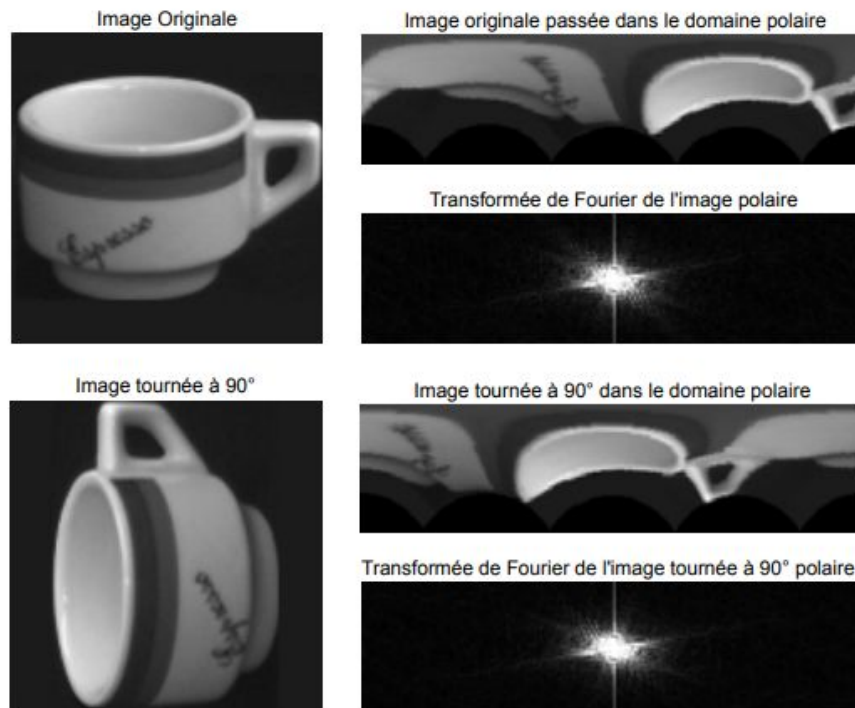 Image Originale
Image originale passée dans le domaine polaire
Espresso
Transformée de Fourier de l'image polaire
Image tournée à 90°
Image tournée à 90° dans le domaine polaire
Espresso
Transformée de Fourier de l'image tournée à 90° polaire